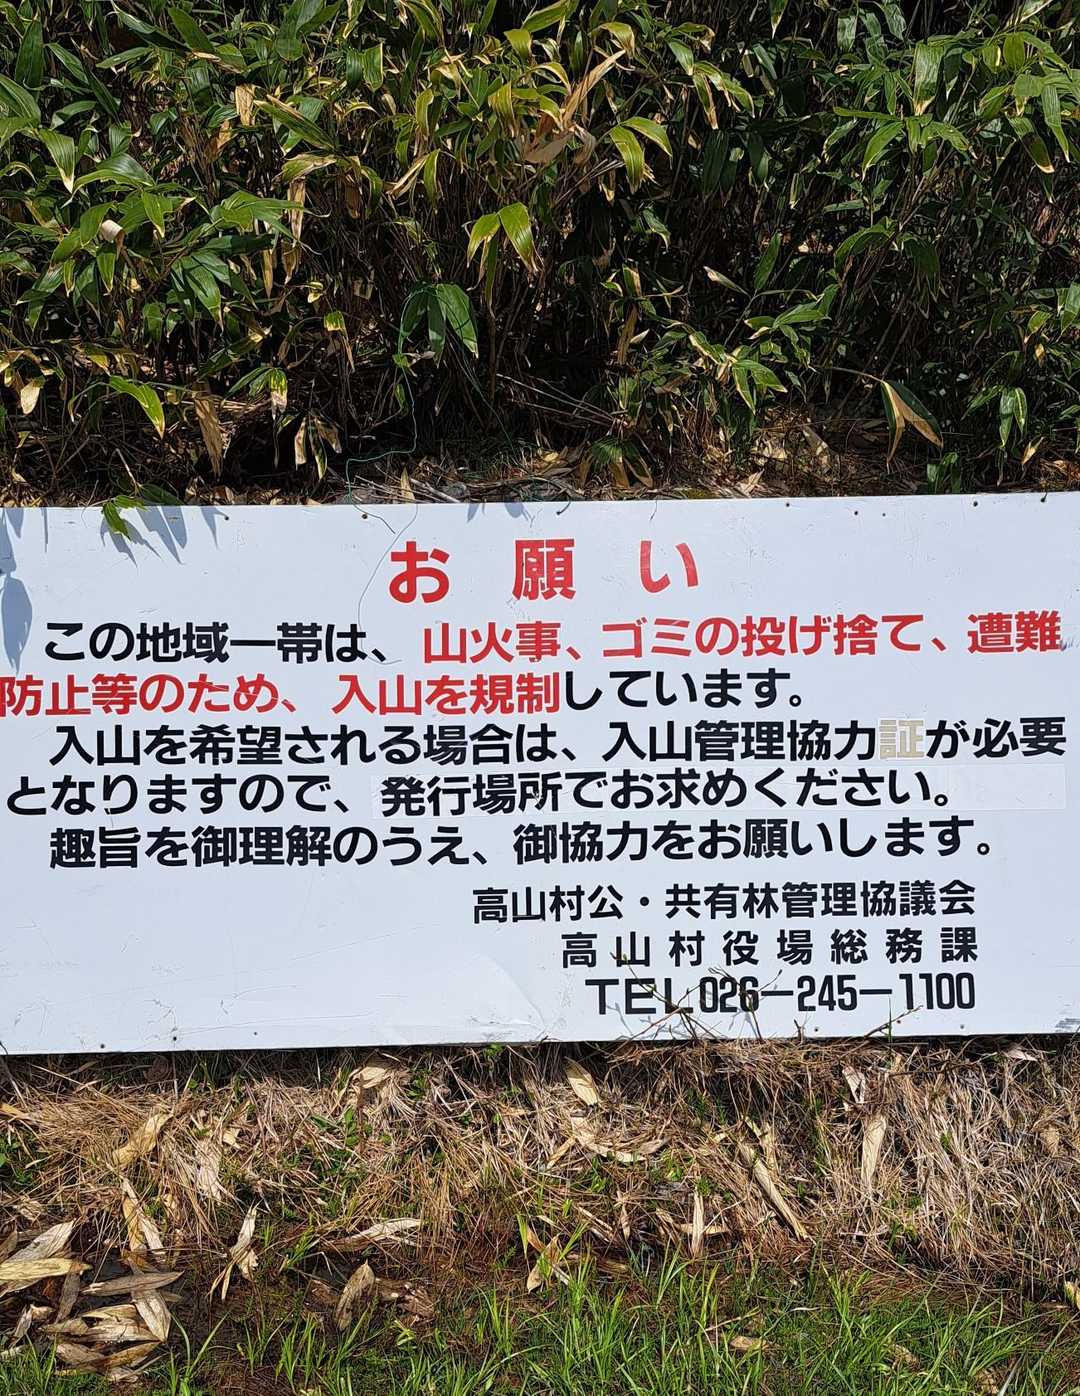 お願い
この地域一帯は、山火事、ゴミの投げ捨て、遭難
防止等のため、入山を規制しています。
入山を希望される場合は、入山管理協力証が必要
となりますので、発行場所でお求めください。
趣旨を御理解のうえ、御協力をお願いします。
高山村公・共有林管理協議会
高山村役場総務課
TEL026-245-1100